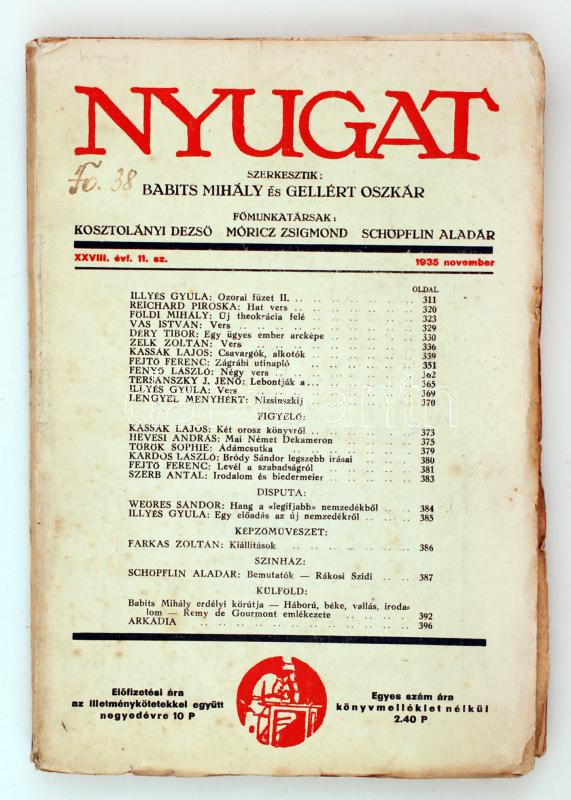 NYUGAT
Fo. 38
SZERKESZTIK:
BABITS MIHÁLY ÉS GELLÉRT OSZKÁR
FŐMUNKATÁRSAK:
KOSZTOLÁNYI DEZSŐ MÓRICZ ZSIGMOND SCHÖPFLIN ALADÁR
XXVIII. évf. 11. sz. 1935 november
OLDAL
ILLYÉS GYULA: Ozorai füzet II. 311
REICHARD PIROSKA: Hat vers 320
FÖLDI MIHÁLY: Új theokrácia felé 323
VAS ISTVÁN: Vers 329
DÉRY TIBOR: Egy ügyes ember arcképe 330
ZELK ZOLTÁN: Vers 336
KASSÁK LAJOS: Csavargók, alkotók 339
FEJTŐ FERENC: Zágrábi utinapló 351
FENYŐ LÁSZLÓ: Négy vers 362
TERSÁNSZKY J. JENŐ: Lebontják a... 365
ILLYÉS GYULA: Vers 369
LENGYEL MENYHÉRT: Nizsinszkij 370
FIGYELŐ:
KASSÁK LAJOS: Két orosz könyvről 373
HEVESI ANDRÁS: Mai Német Dekameron 375
TÖRÖK SOPHIE: Ádámcsutka 379
KARDOS LÁSZLÓ: Bródy Sándor legszebb írásai 380
FEJTŐ FERENC: Levél a szabadságról 381
SZERB ANTAL: Irodalom és biedermeier 383
DISPUTA:
WEÖRES SÁNDOR: Hang a «legifjabb» nemzedékből 384
ILLYÉS GYULA: Egy előadás az új nemzedékről 385
KÉPZŐMŰVÉSZET:
FARKAS ZOLTÁN: Kiállítások 386
SZINHÁZ:
SCHÖPFLIN ALADÁR: Bemutatók — Rákosi Szidi 387
KÜLFÖLD:
Babits Mihály erdélyi körútja — Háború, béke, vallás, iroda-
lom — Remy de Gourmont emlékezete 392
ARKÁDIA 396
Előfizetési ára
az illetménykötetekkel együtt
negyedévre 10 P
Egyes szám ára
könyvmelléklet nélkül
2.40 P